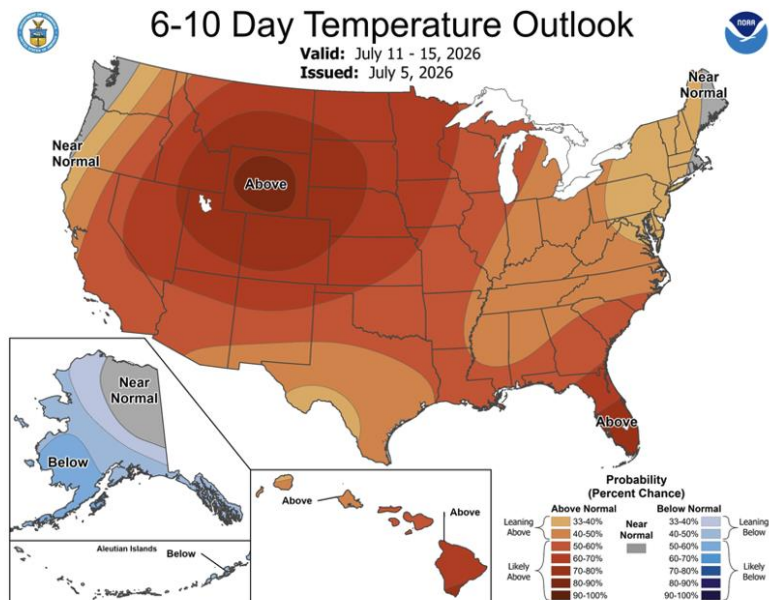 6-10 Day Temperature Outlook
Valid: July 11 - 15, 2026
Issued: July 5, 2026
NOAA
Near
Normal
Near
Normal
Above
Above
Near
Normal
Below
Aleutian Islands
Below
Above
Above
Probability
(Percent Chance)
Above Normal
Below Normal
Near
Normal
Leaning
Above
Likely
Above
33-40%
40-50%
50-60%
60-70%
70-80%
80-90%
90-100%
33-40%
40-50%
50-60%
60-70%
70-80%
80-90%
90-100%
Leaning
Below
Likely
Below